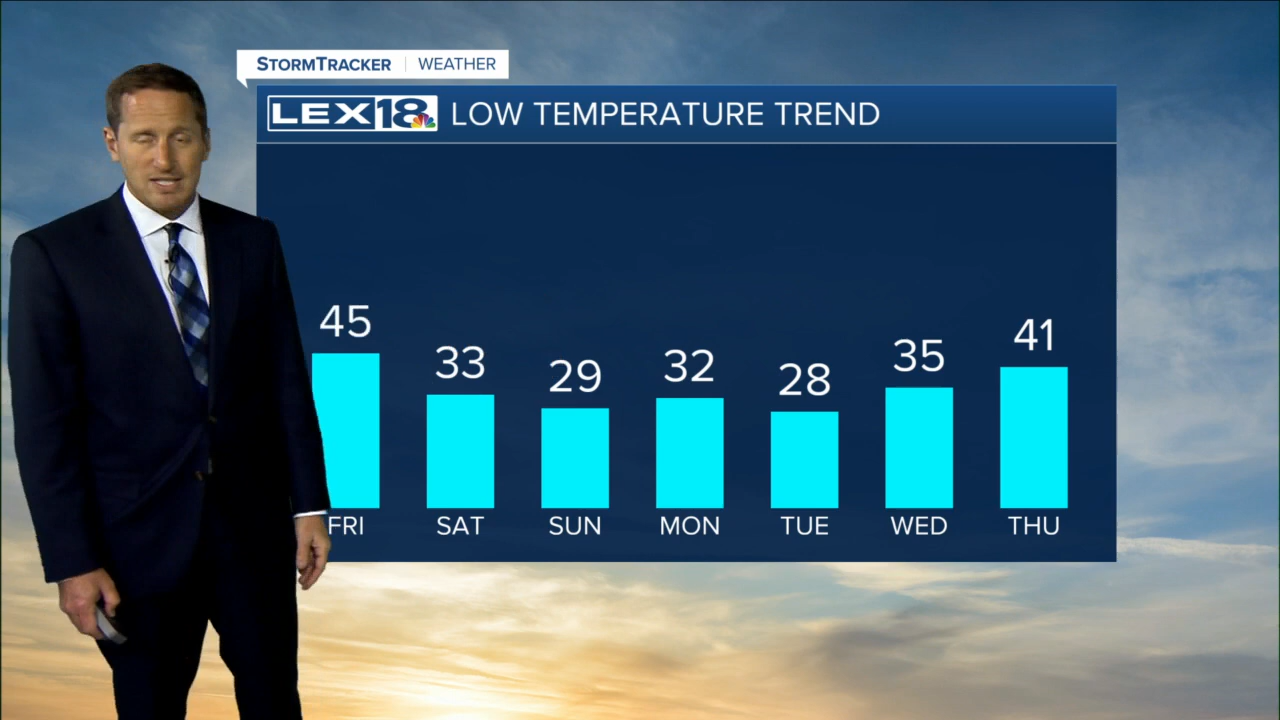 STORMTRACKER | WEATHER
LEX18 LOW TEMPERATURE TREND
45 33 29 32 28 35 41
FRI SAT SUN MON TUE WED THU